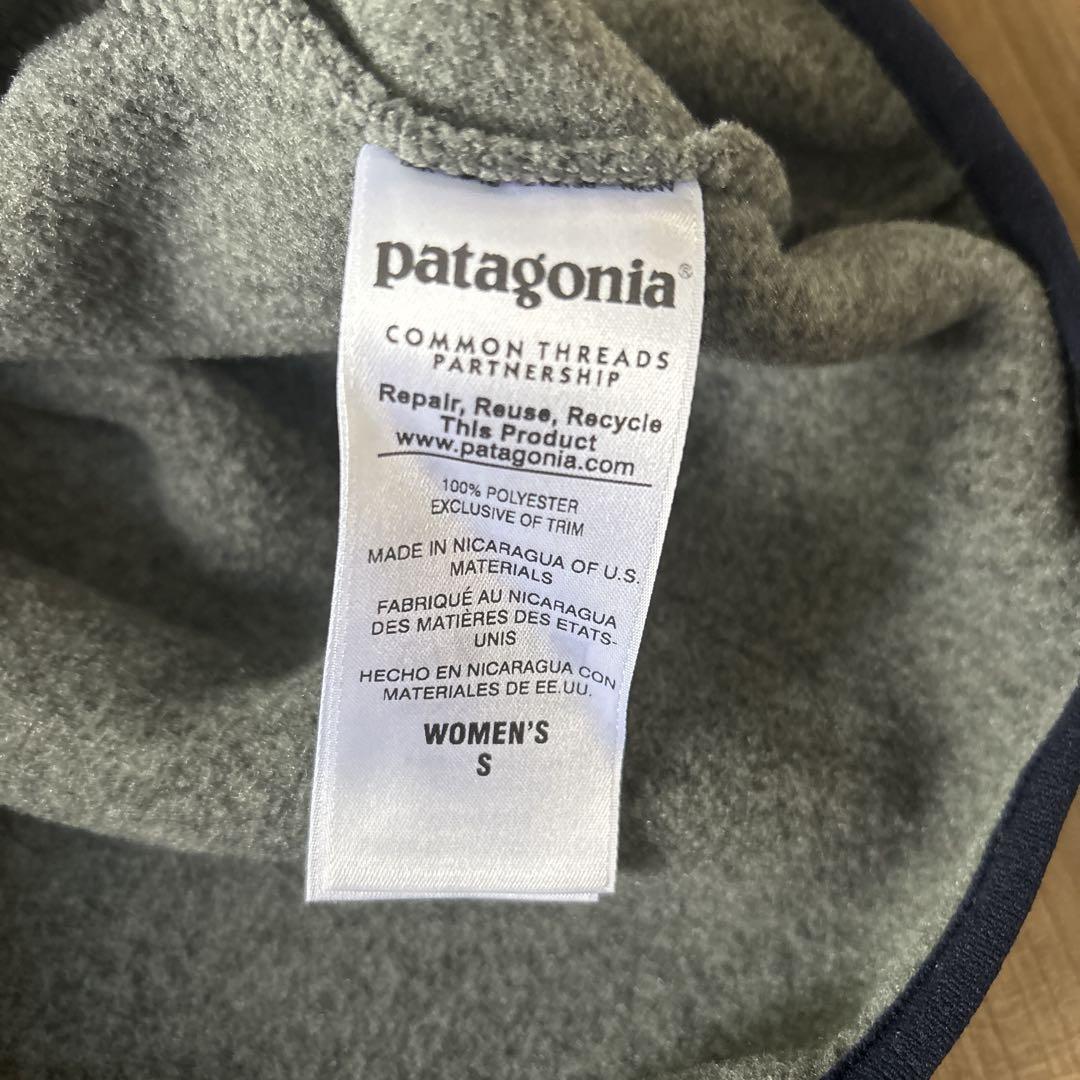 patagonia®
COMMON THREADS
PARTNERSHIP
Repair, Reuse, Recycle
This Product
www.patagonia.com
100% POLYESTER
EXCLUSIVE OF TRIM
MADE IN NICARAGUA OF U.S.
MATERIALS
FABRIQUÉ AU NICARAGUA
DES MATIÈRES DES ETATS-
UNIS
HECHO EN NICARAGUA CON
MATERIALES DE EE.UU.
WOMEN'S
S